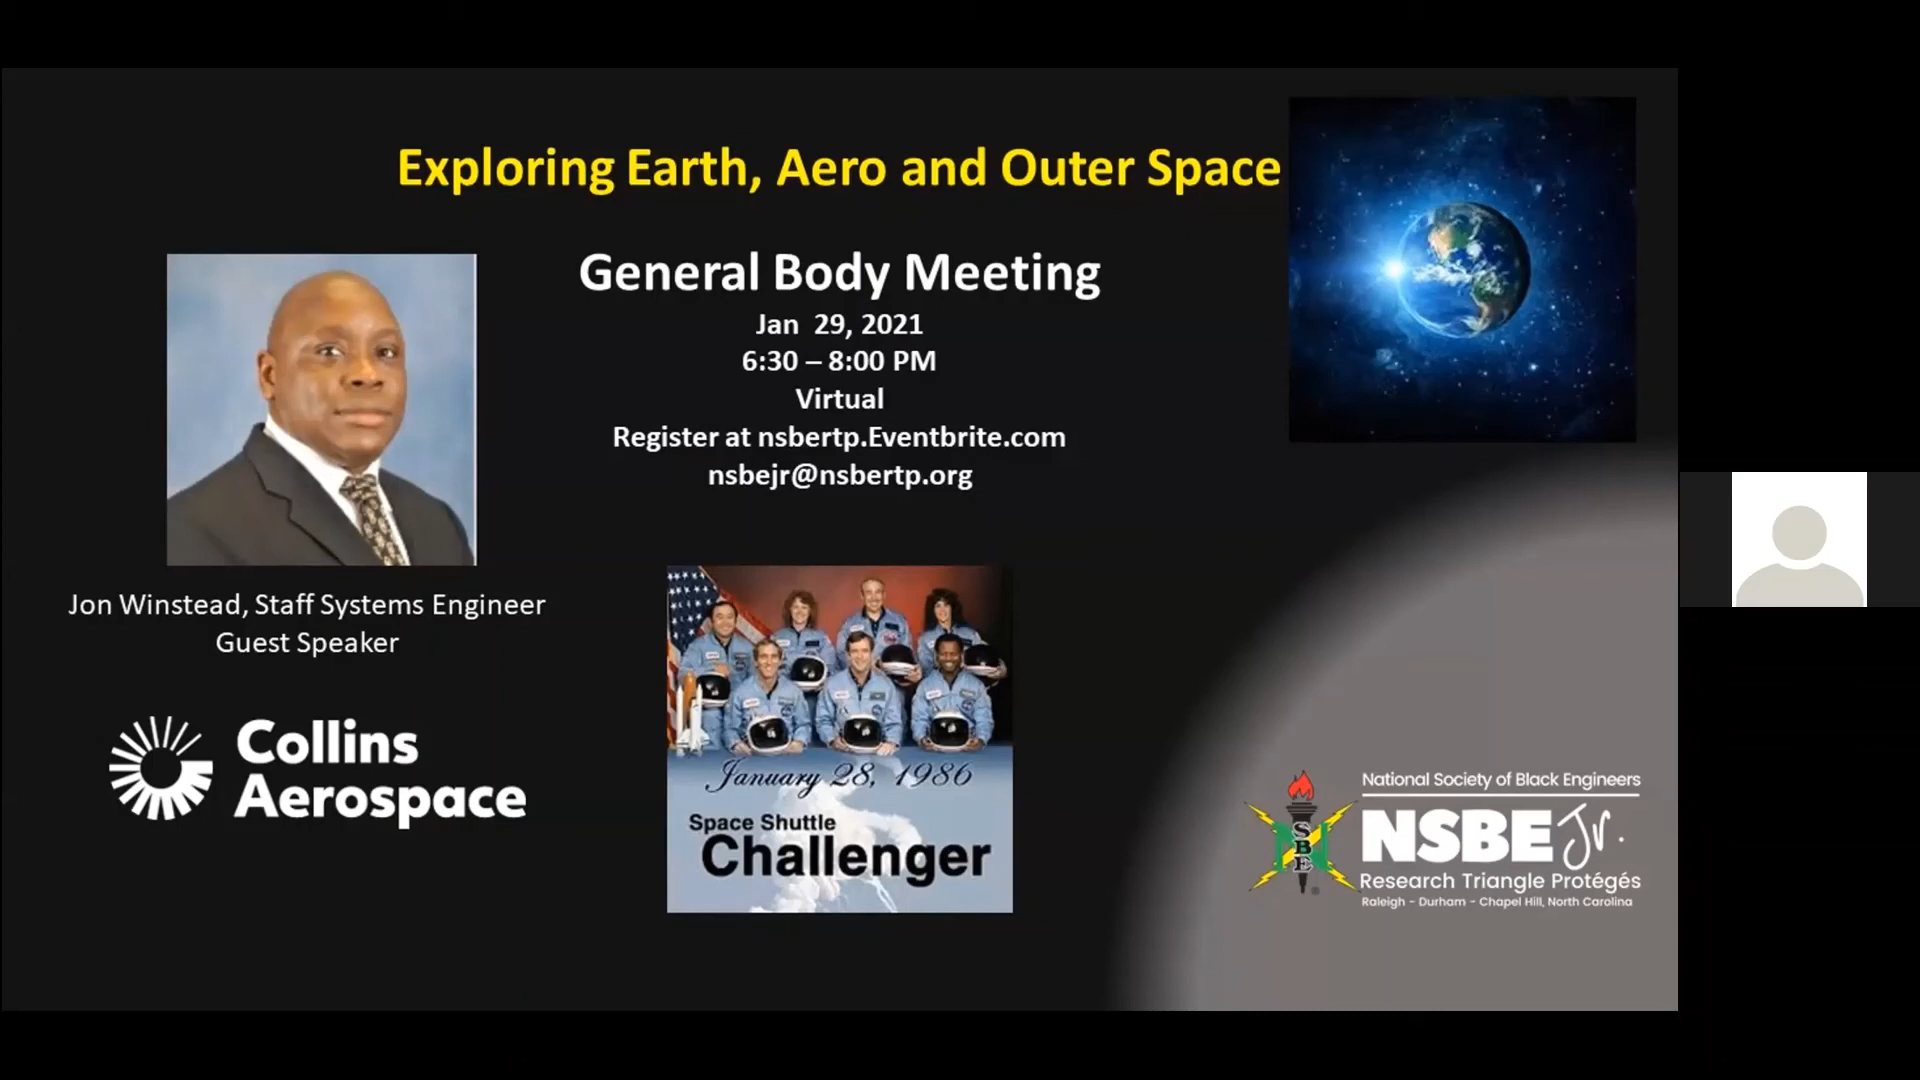 Exploring Earth, Aero and Outer Space
General Body Meeting
Jan 29, 2021
6:30 – 8:00 PM
Virtual
Register at nsbertp.Eventbrite.com
nsbejr@nsbertp.org
Jon Winstead, Staff Systems Engineer
Guest Speaker
Collins
Aerospace
January 28, 1986
Space Shuttle
Challenger
NSBE
National Society of Black Engineers
NSBE Jr.
Research Triangle Protégés
Raleigh - Durham - Chapel Hill, North Carolina